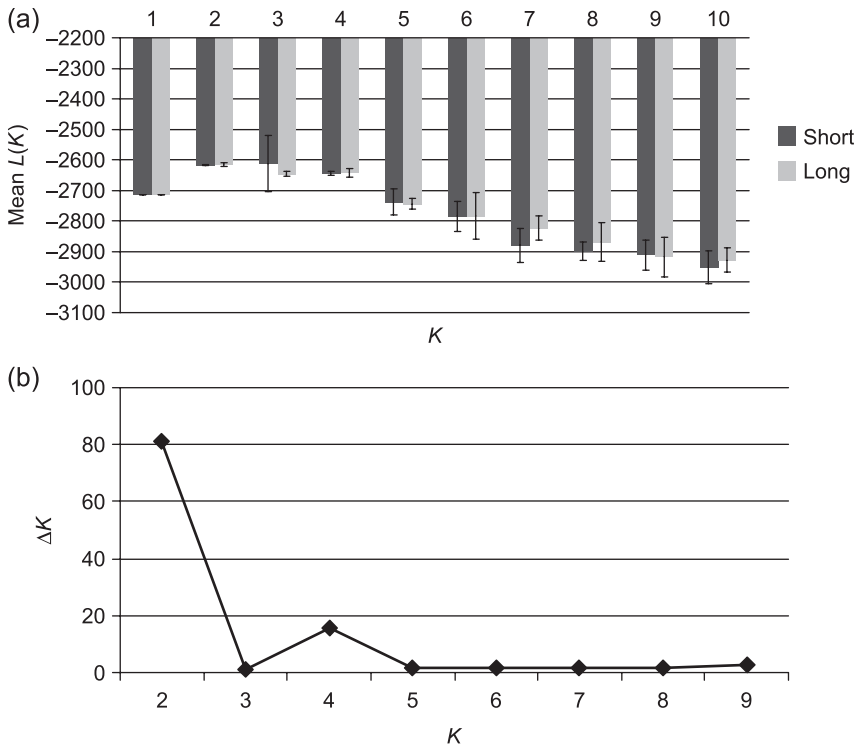 (a)
1 2 3 4 5 6 7 8 9 10
–2200
–2300
–2400
–2500
–2600
–2700
–2800
–2900
–3000
–3100
Mean L(K)
K
Short
Long
(b)
100
80
60
40
20
0
ΔK
2 3 4 5 6 7 8 9
K